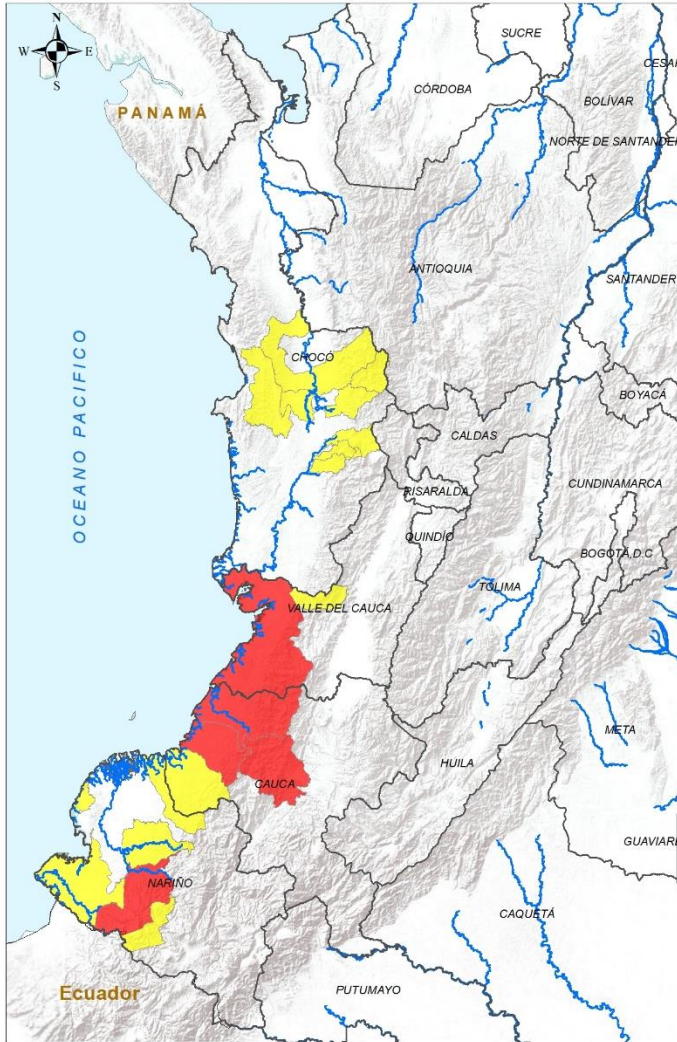 N
W E
S
SUCRE
CESAR
CÓRDOBA
BOLÍVAR
PANAMÁ
NORTE DE SANTANDER
ANTIOQUIA
SANTANDER
OCEANO PACIFICO
CHOCÓ
BOYACÁ
CALDAS
CUNDINAMARCA
RISARALDA
QUINDÍO
BOGOTÁ, D.C
TOLIMA
VALLE DEL CAUCA
META
HUILA
CAUCA
GUAVIARE
NARIÑO
CAQUETÁ
Ecuador
PUTUMAYO